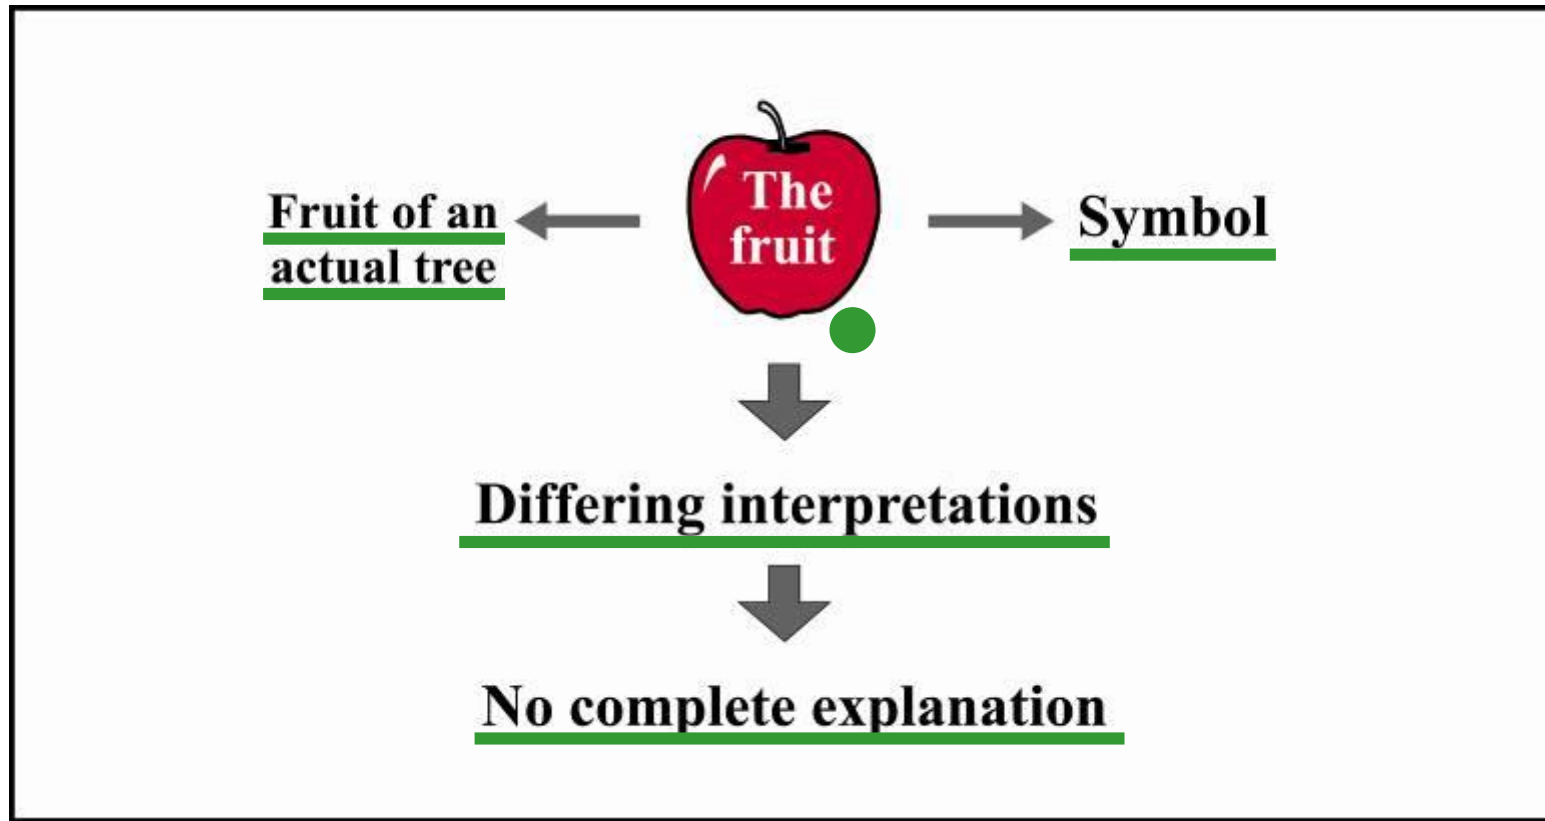 The
fruit
Fruit of an
actual tree
Symbol
Differing interpretations
No complete explanation